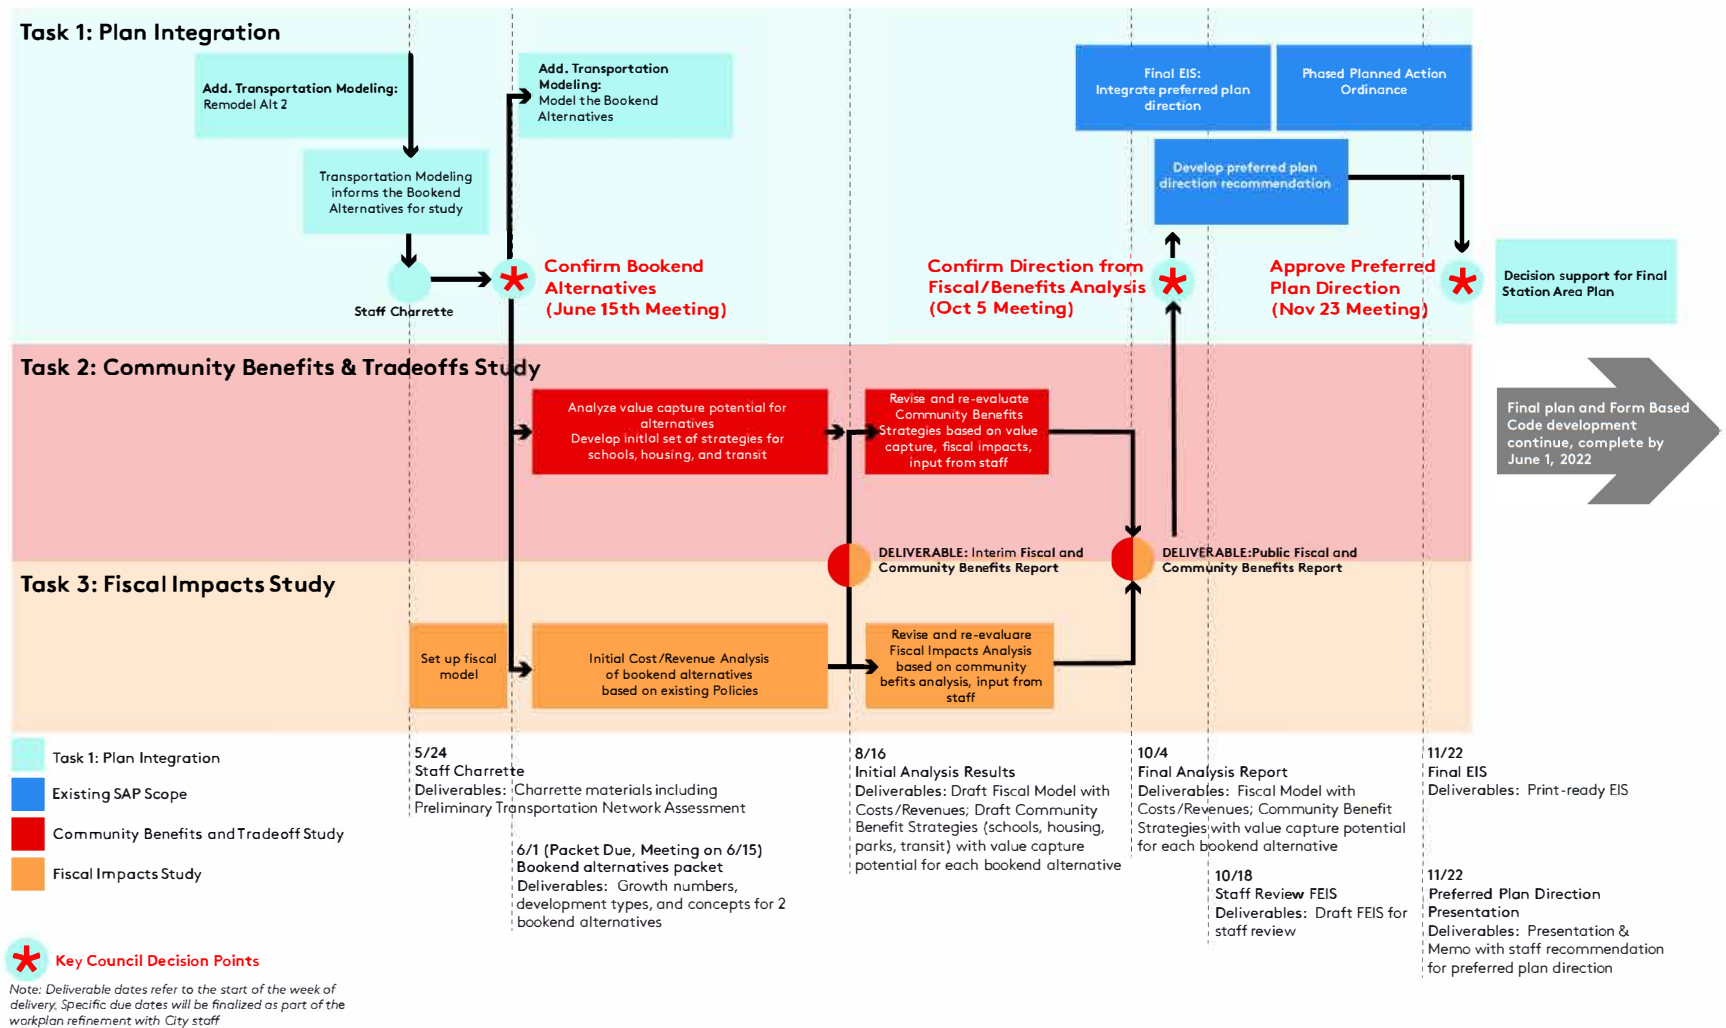 Task 1: Plan Integration
Add. Transportation Modeling:
Remodel Alt 2
Add. Transportation
Modeling:
Model the Bookend
Alternatives
Transportation Modeling
informs the Bookend
Alternatives for study
Staff Charrette
Confirm Bookend
Alternatives
(June 15th Meeting)
Final EIS:
Integrate preferred plan
direction
Phased Planned Action
Ordinance
Develop preferred plan
direction recommendation
Confirm Direction from
Fiscal/Benefits Analysis
(Oct 5 Meeting)
Approve Preferred
Plan Direction
(Nov 23 Meeting)
Decision support for Final
Station Area Plan
Task 2: Community Benefits & Tradeoffs Study
Analyze value capture potential for
alternatives
Develop initial set of strategies for
schools, housing, and transit
Revise and re-evaluate
Community Benefits
Strategies based on value
capture, fiscal impacts,
input from staff
Final plan and Form Based
Code development
continue, complete by
June 1, 2022
DELIVERABLE: Interim Fiscal and
Community Benefits Report
DELIVERABLE:Public Fiscal and
Community Benefits Report
Task 3: Fiscal Impacts Study
Set up fiscal
model
Initial Cost/Revenue Analysis
of bookend alternatives
based on existing Policies
Revise and re-evaluare
Fiscal Impacts Analysis
based on community
befits analysis, input from
staff
Task 1: Plan Integration
Existing SAP Scope
Community Benefits and Tradeoff Study
Fiscal Impacts Study
5/24
Staff Charrette
Deliverables: Charrette materials including
Preliminary Transportation Network Assessment
6/1 (Packet Due, Meeting on 6/15)
Bookend alternatives packet
Deliverables: Growth numbers,
development types, and concepts for 2
bookend alternatives
8/16
Initial Analysis Results
Deliverables: Draft Fiscal Model with
Costs/Revenues; Draft Community
Benefit Strategies (schools, housing,
parks, transit) with value capture
potential for each bookend alternative
10/4
Final Analysis Report
Deliverables: Fiscal Model with
Costs/Revenues; Community Benefit
Strategies with value capture potential
for each bookend alternative
10/18
Staff Review FEIS
Deliverables: Draft FEIS for
staff review
11/22
Final EIS
Deliverables: Print-ready EIS
11/22
Preferred Plan Direction
Presentation
Deliverables: Presentation &
Memo with staff recommendation
for preferred plan direction
Key Council Decision Points
Note: Deliverable dates refer to the start of the week of
delivery. Specific due dates will be finalized as part of the
workplan refinement with City staff